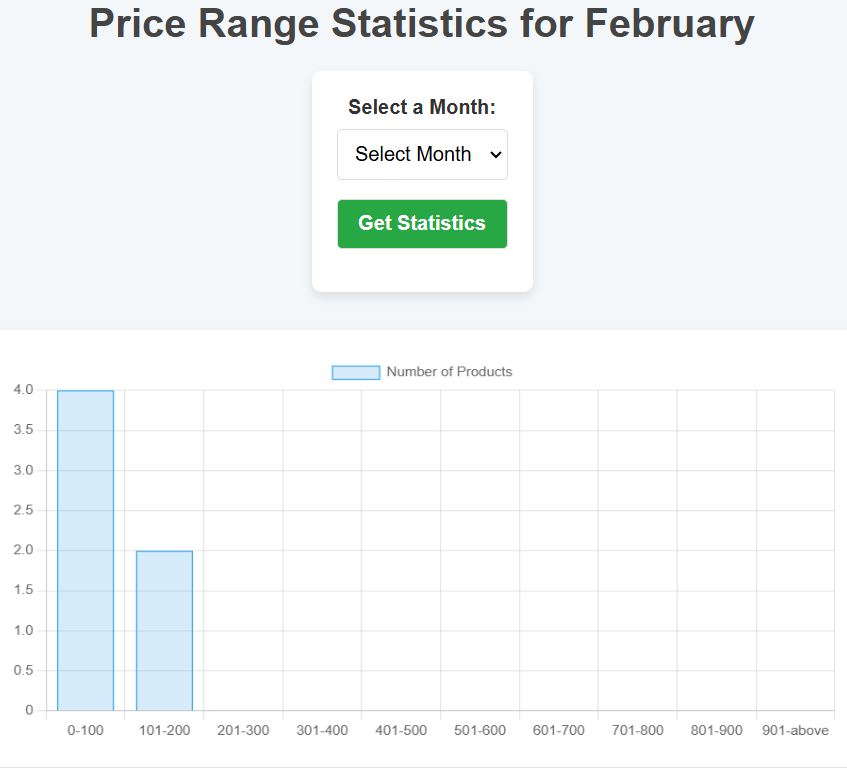 Price Range Statistics for February
Select a Month:
Select Month
Get Statistics
Number of Products
4.0
3.5
3.0
2.5
2.0
1.5
1.0
0.5
0
0-100 101-200 201-300 301-400 401-500 501-600 601-700 701-800 801-900 901-above